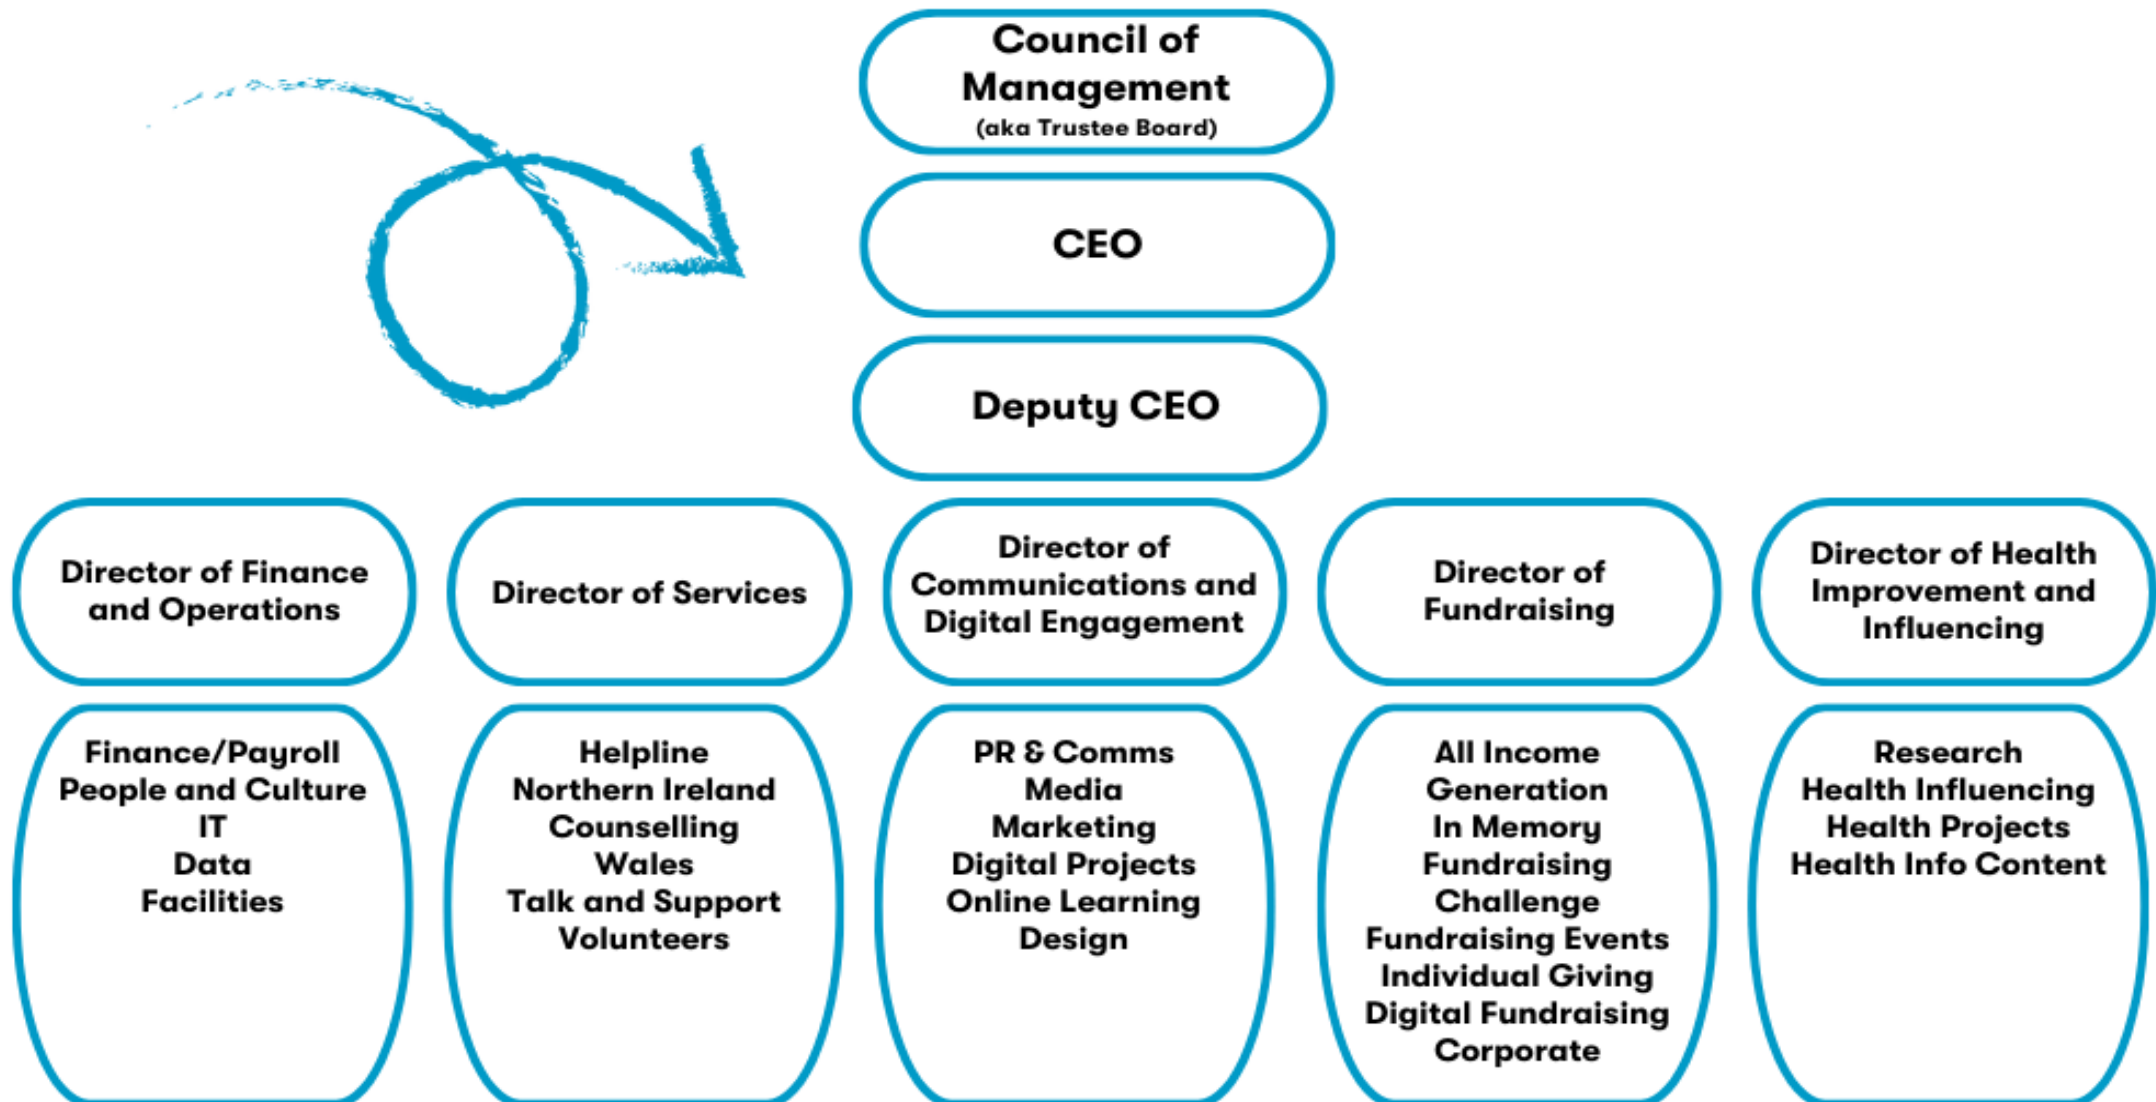 Council of
Management
(aka Trustee Board)
CEO
Deputy CEO
Director of Finance
and Operations
Director of Services
Director of
Communications and
Digital Engagement
Director of
Fundraising
Director of Health
Improvement and
Influencing
Finance/Payroll
People and Culture
IT
Data
Facilities
Helpline
Northern Ireland
Counselling
Wales
Talk and Support
Volunteers
PR & Comms
Media
Marketing
Digital Projects
Online Learning
Design
All Income
Generation
In Memory
Fundraising
Challenge
Fundraising Events
Individual Giving
Digital Fundraising
Corporate
Research
Health Influencing
Health Projects
Health Info Content